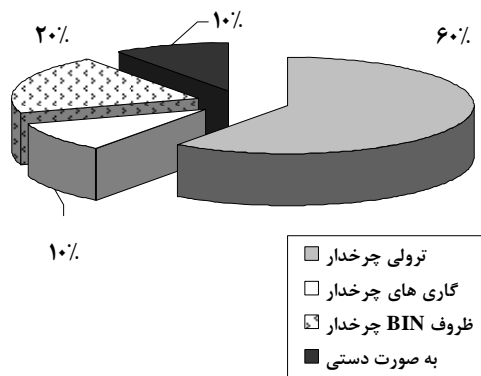 ۲۰٪
۱۰٪
۶۰٪
۱۰٪
ترولی چرخدار
گاری های چرخدار
ظروف BIN چرخدار
به صورت دستی